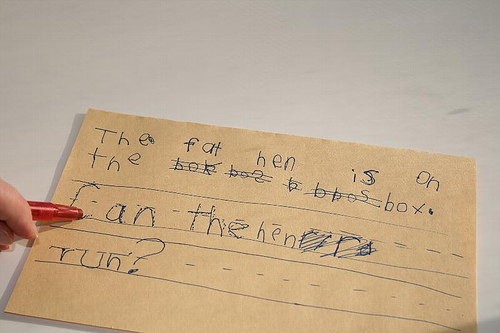 The fat hen is on
the box.
Can the hen
run?